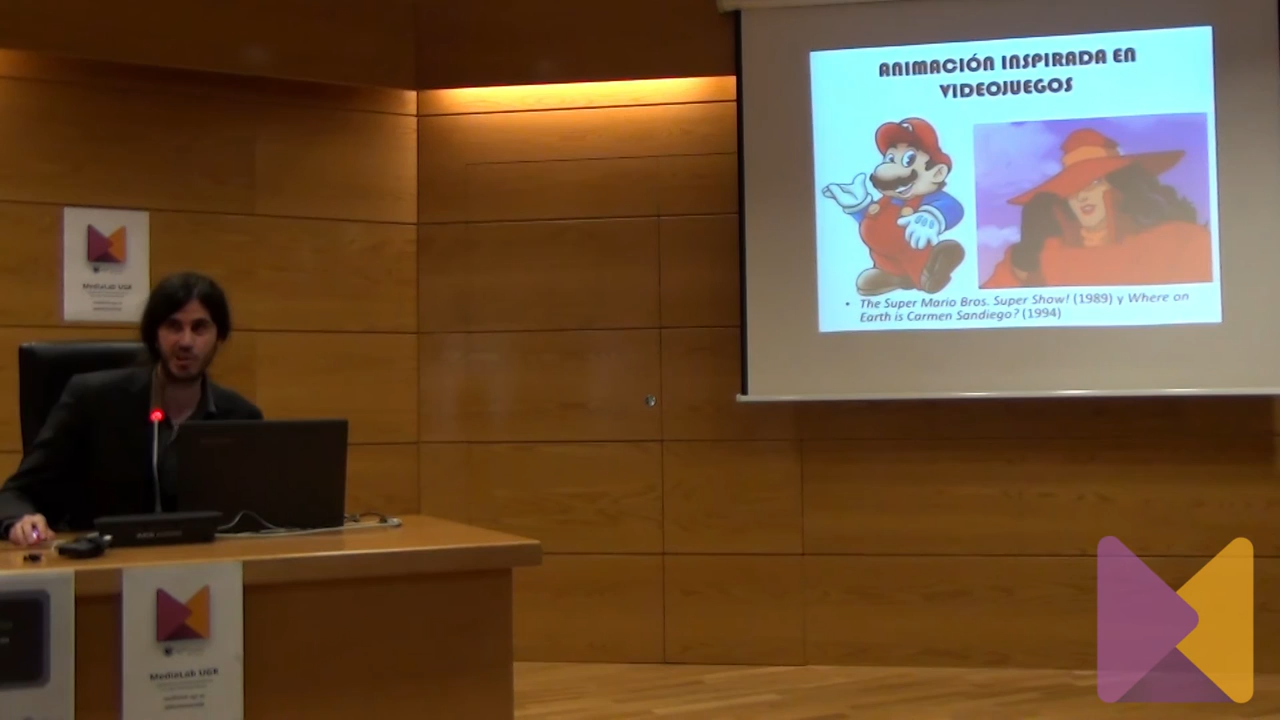 ANIMACIÓN INSPIRADA EN
VIDEOJUEGOS
• The Super Mario Bros. Super Show! (1989) y Where on
Earth is Carmen Sandiego? (1994)
MediaLab UGR
MediaLab UGR